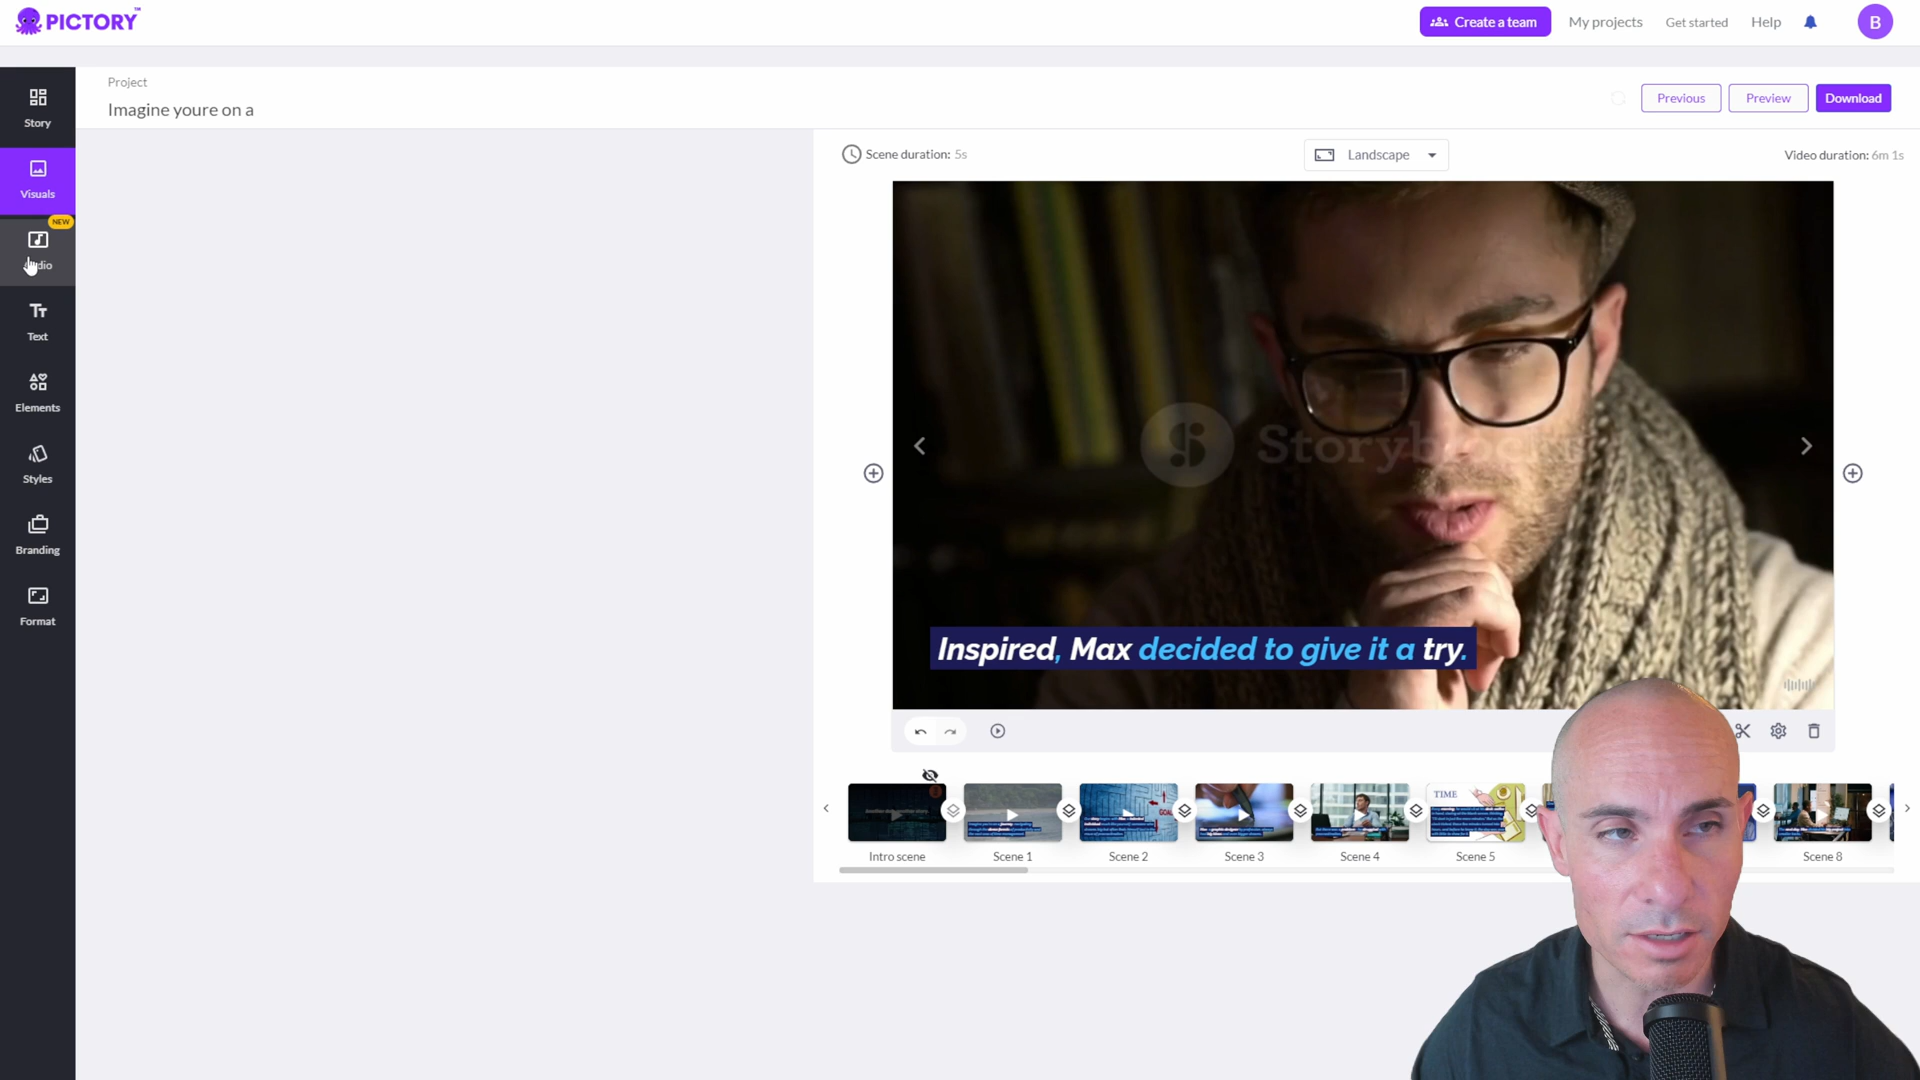 PICTORY™
Create a team
My projects
Get started
Help
B
Story
Visuals
NEW
Text
Elements
Styles
Branding
Format
Project
Imagine youre on a
Previous
Preview
Download
Scene duration: 5s
Landscape
Video duration: 6m 1s
Storyblocks
Inspired, Max decided to give it a try.
GOAL
TIME
Intro scene
Scene 1
Scene 2
Scene 3
Scene 4
Scene 5
Scene 8